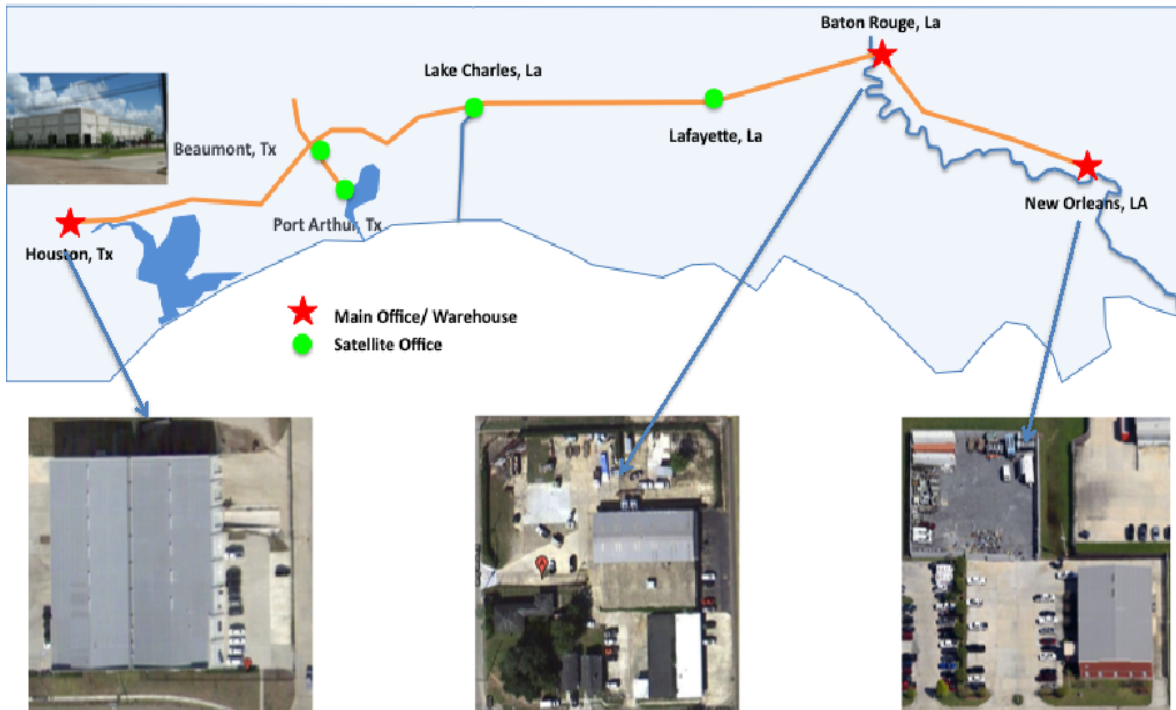 Baton Rouge, La
Lake Charles, La
Beaumont, Tx
Lafayette, La
Port Arthur, Tx
New Orleans, LA
Houston, Tx
Main Office/ Warehouse
Satellite Office